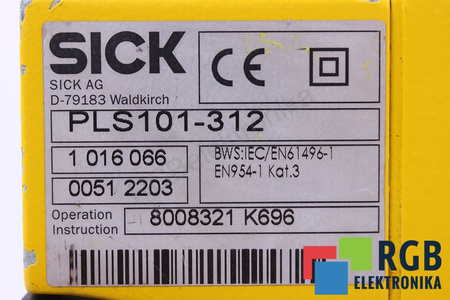 SICK
SICK AG
D-79183 Waldkirch
CE
PLS101-312
1 016 066
BWS:IEC/EN61496-1
0051 2203
EN954-1 Kat.3
Operation
Instruction
8008321 K696
RGB
ELEKTRONIKA